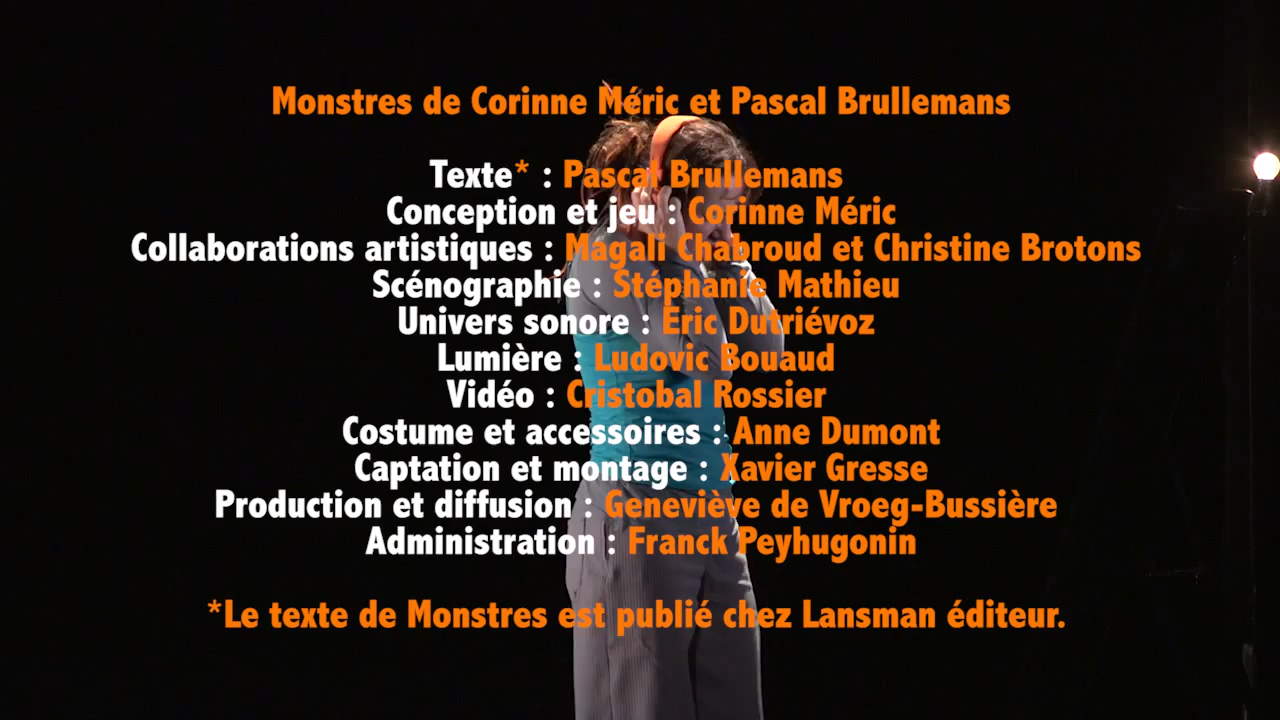 Monstres de Corinne Méric et Pascal Brullemans
Texte* : Pascal Brullemans
Conception et jeu : Corinne Méric
Collaborations artistiques : Magali Chabroud et Christine Brotons
Scénographie : Stéphanie Mathieu
Univers sonore : Eric Dutriévoz
Lumière : Ludovic Bouaud
Vidéo : Cristobal Rossier
Costume et accessoires : Anne Dumont
Captation et montage : Xavier Gresse
Production et diffusion : Geneviève de Vroeg-Bussière
Administration : Franck Peyhugonin
*Le texte de Monstres est publié chez Lansman éditeur.